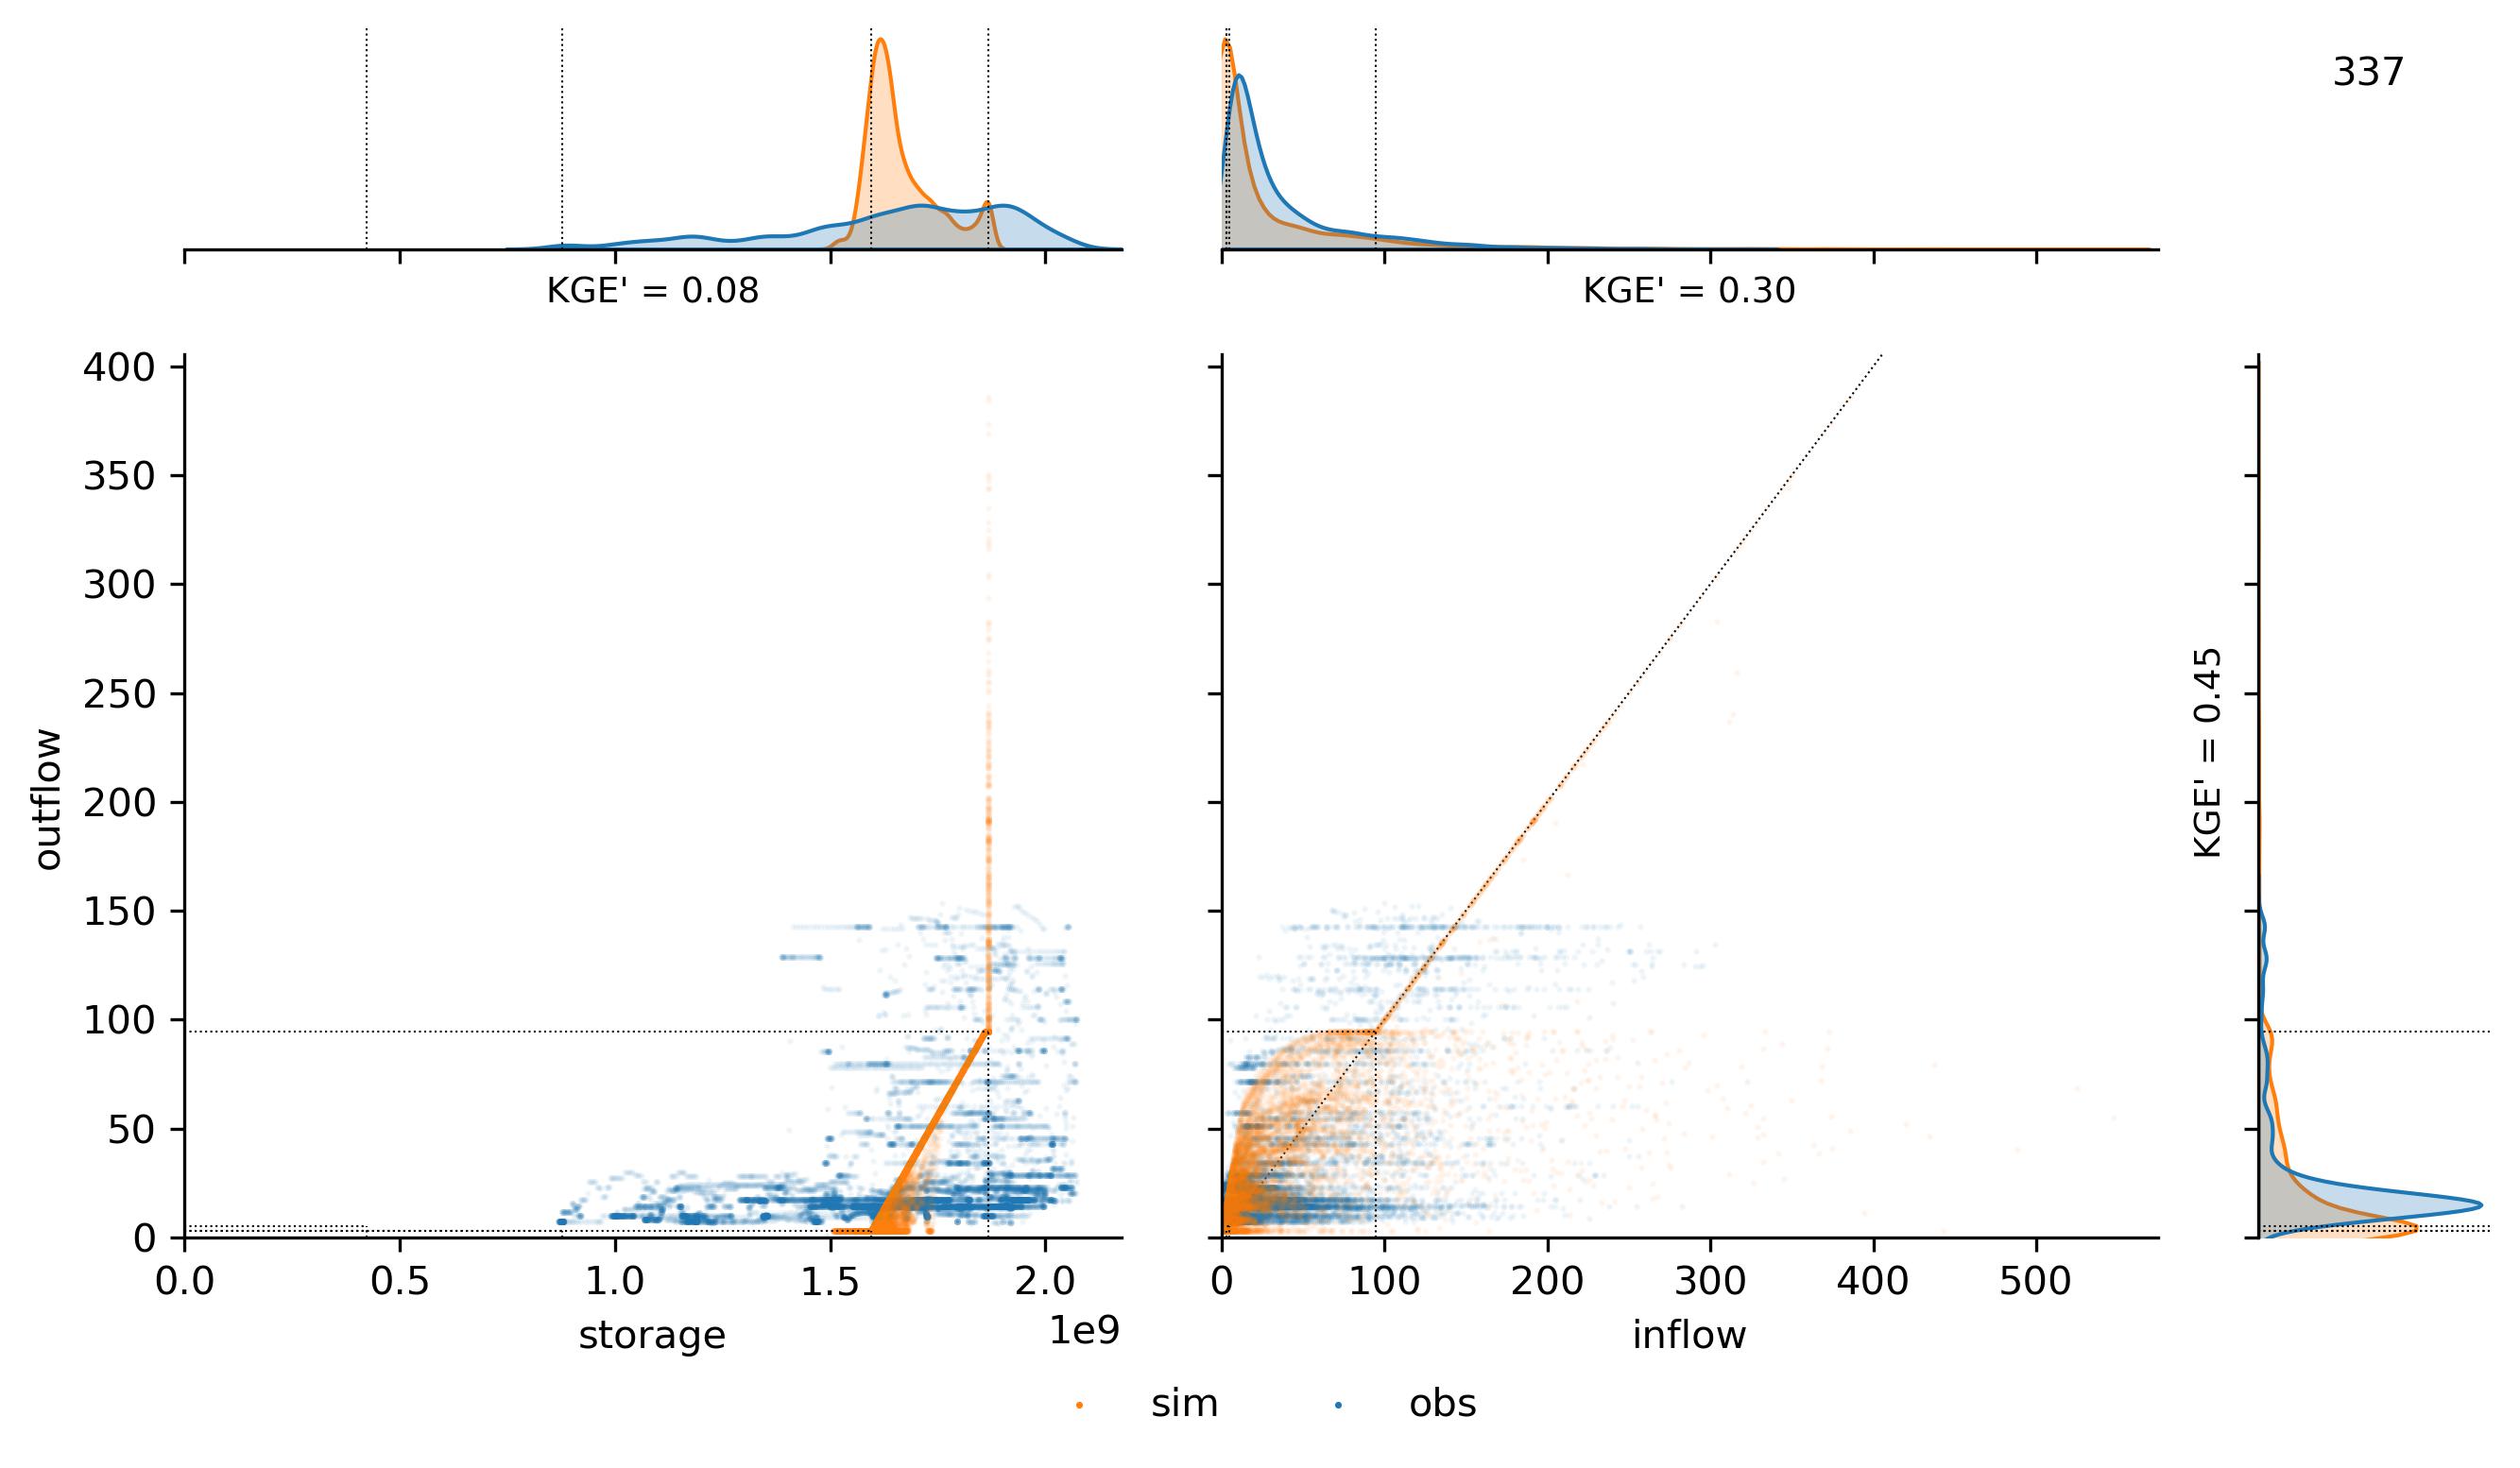 337
KGE' = 0.08
KGE' = 0.30
400
350
300
250
200
150
100
50
0
outflow
KGE' = 0.45
0.0 0.5 1.0 1.5 2.0
0 100 200 300 400 500
storage
1e9
inflow
sim
obs